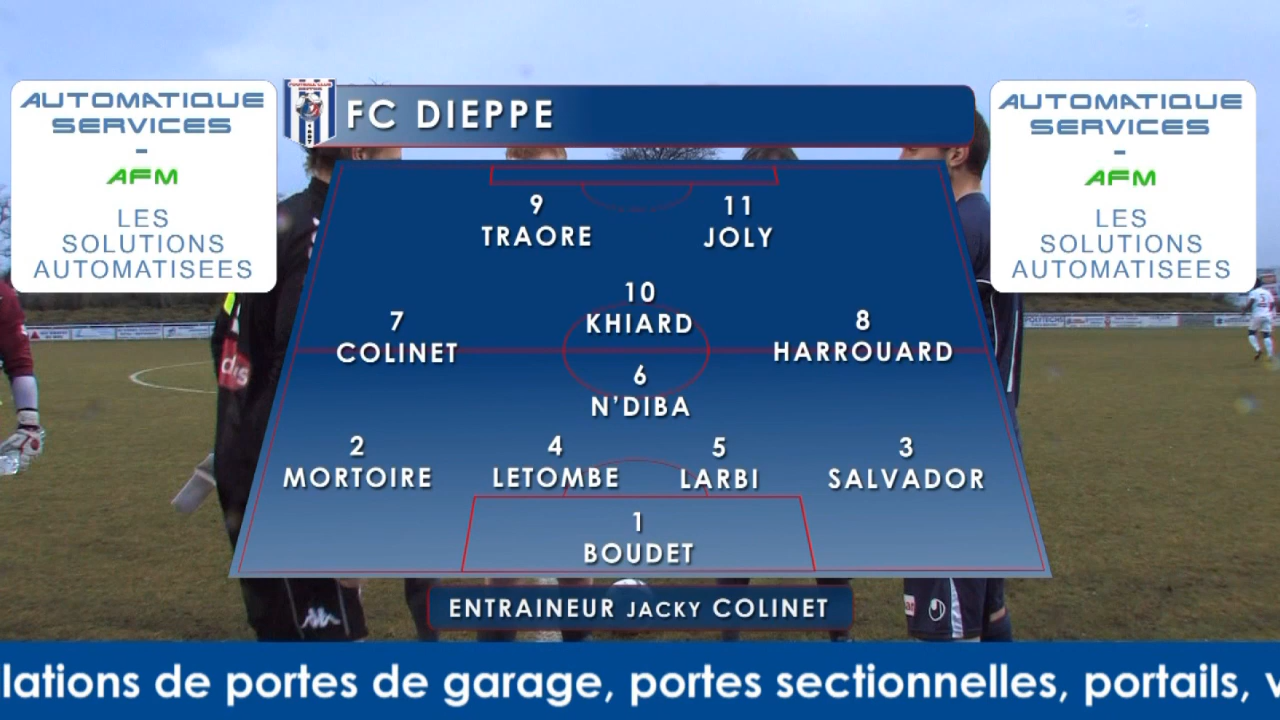 AUTOMATIQUE
SERVICES
-
AFM
LES
SOLUTIONS
AUTOMATISEES
FC DIEPPE
AUTOMATIQUE
SERVICES
-
AFM
LES
SOLUTIONS
AUTOMATISEES
9
TRAORE
11
JOLY
10
KHIARD
7
COLINET
8
HARROUARD
6
N'DIBA
2
MORTOIRE
4
LETOMBE
5
LARBI
3
SALVADOR
1
BOUDET
ENTRAINEUR JACKY COLINET
lations de portes de garage, portes sectionnelles, portails, v